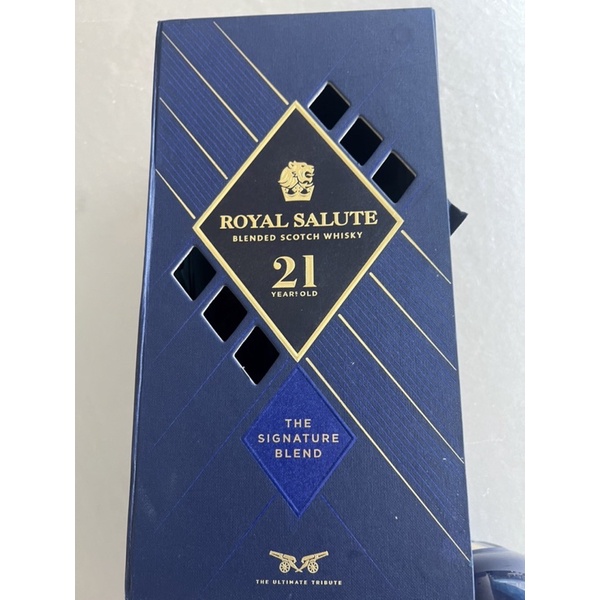 ROYAL SALUTE
BLENDED SCOTCH WHISKY
21
YEARS OLD
THE
SIGNATURE
BLEND
THE ULTIMATE TRIBUTE